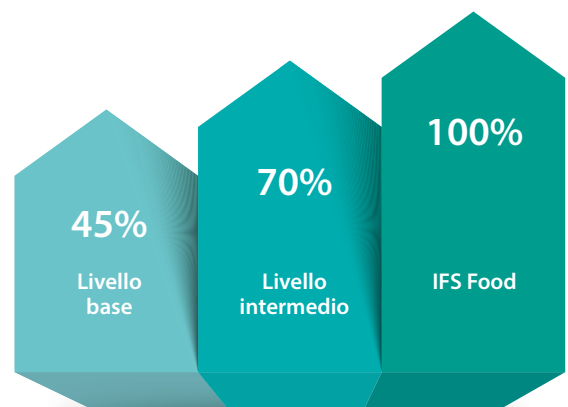 45%
Livello
base
70%
Livello
intermedio
100%
IFS Food